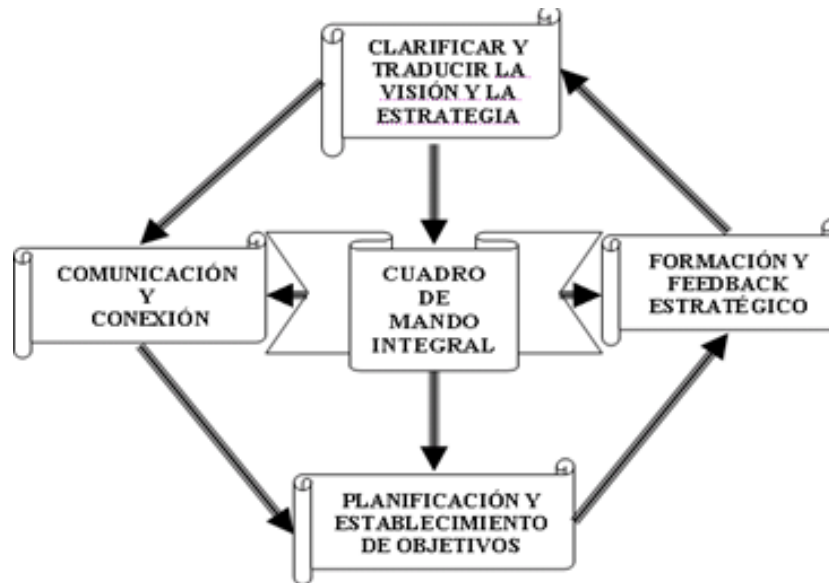 CLARIFICAR Y
TRADUCIR LA
VISIÓN Y LA
ESTRATEGIA
COMUNICACIÓN
Y
CONEXIÓN
CUADRO
DE
MANDO
INTEGRAL
FORMACIÓN Y
FEEDBACK
ESTRATÉGICO
PLANIFICACIÓN Y
ESTABLECIMIENTO
DE OBJETIVOS